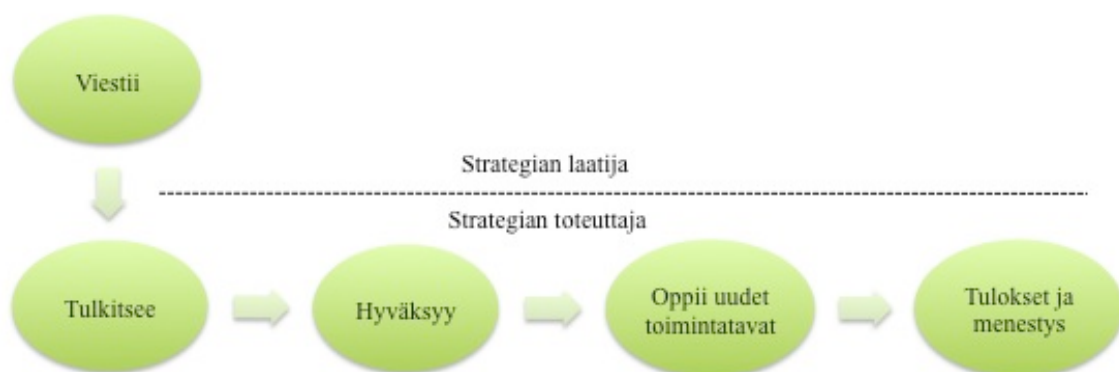 Viestii
Strategian laatija
Strategian toteuttaja
Tulkitsee
Hyväksyy
Oppii uudet
toimintatavat
Tulokset ja
menestys